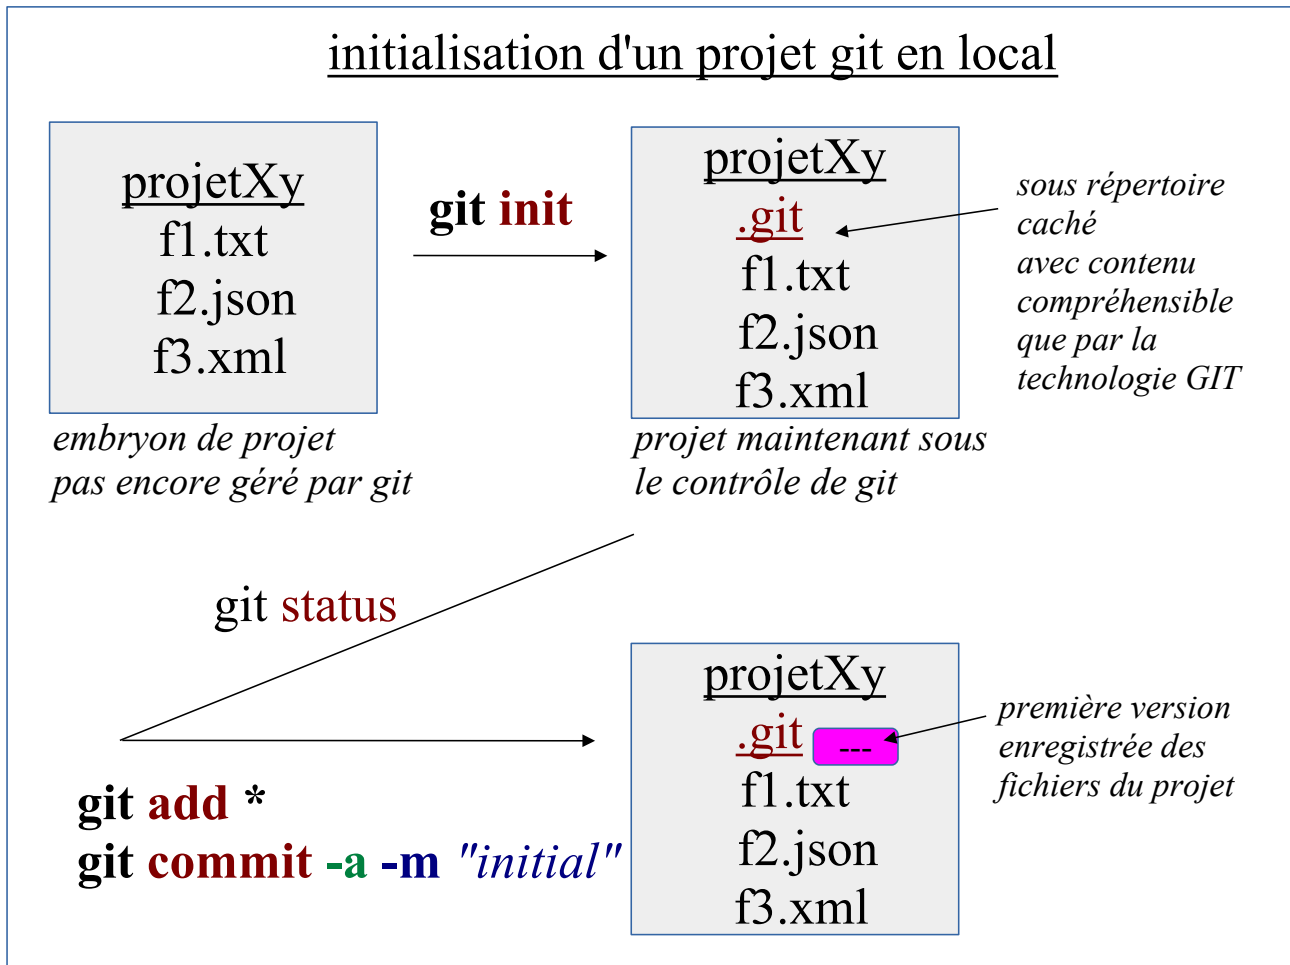 initialisation d'un projet git en local
projetXy
f1.txt
f2.json
f3.xml
embryon de projet
pas encore géré par git
git init
projetXy
.git
f1.txt
f2.json
f3.xml
projet maintenant sous
le contrôle de git
sous répertoire
caché
avec contenu
compréhensible
que par la
technologie GIT
git status
git add *
git commit -a -m "initial"
projetXy
.git ---
f1.txt
f2.json
f3.xml
première version
enregistrée des
fichiers du projet